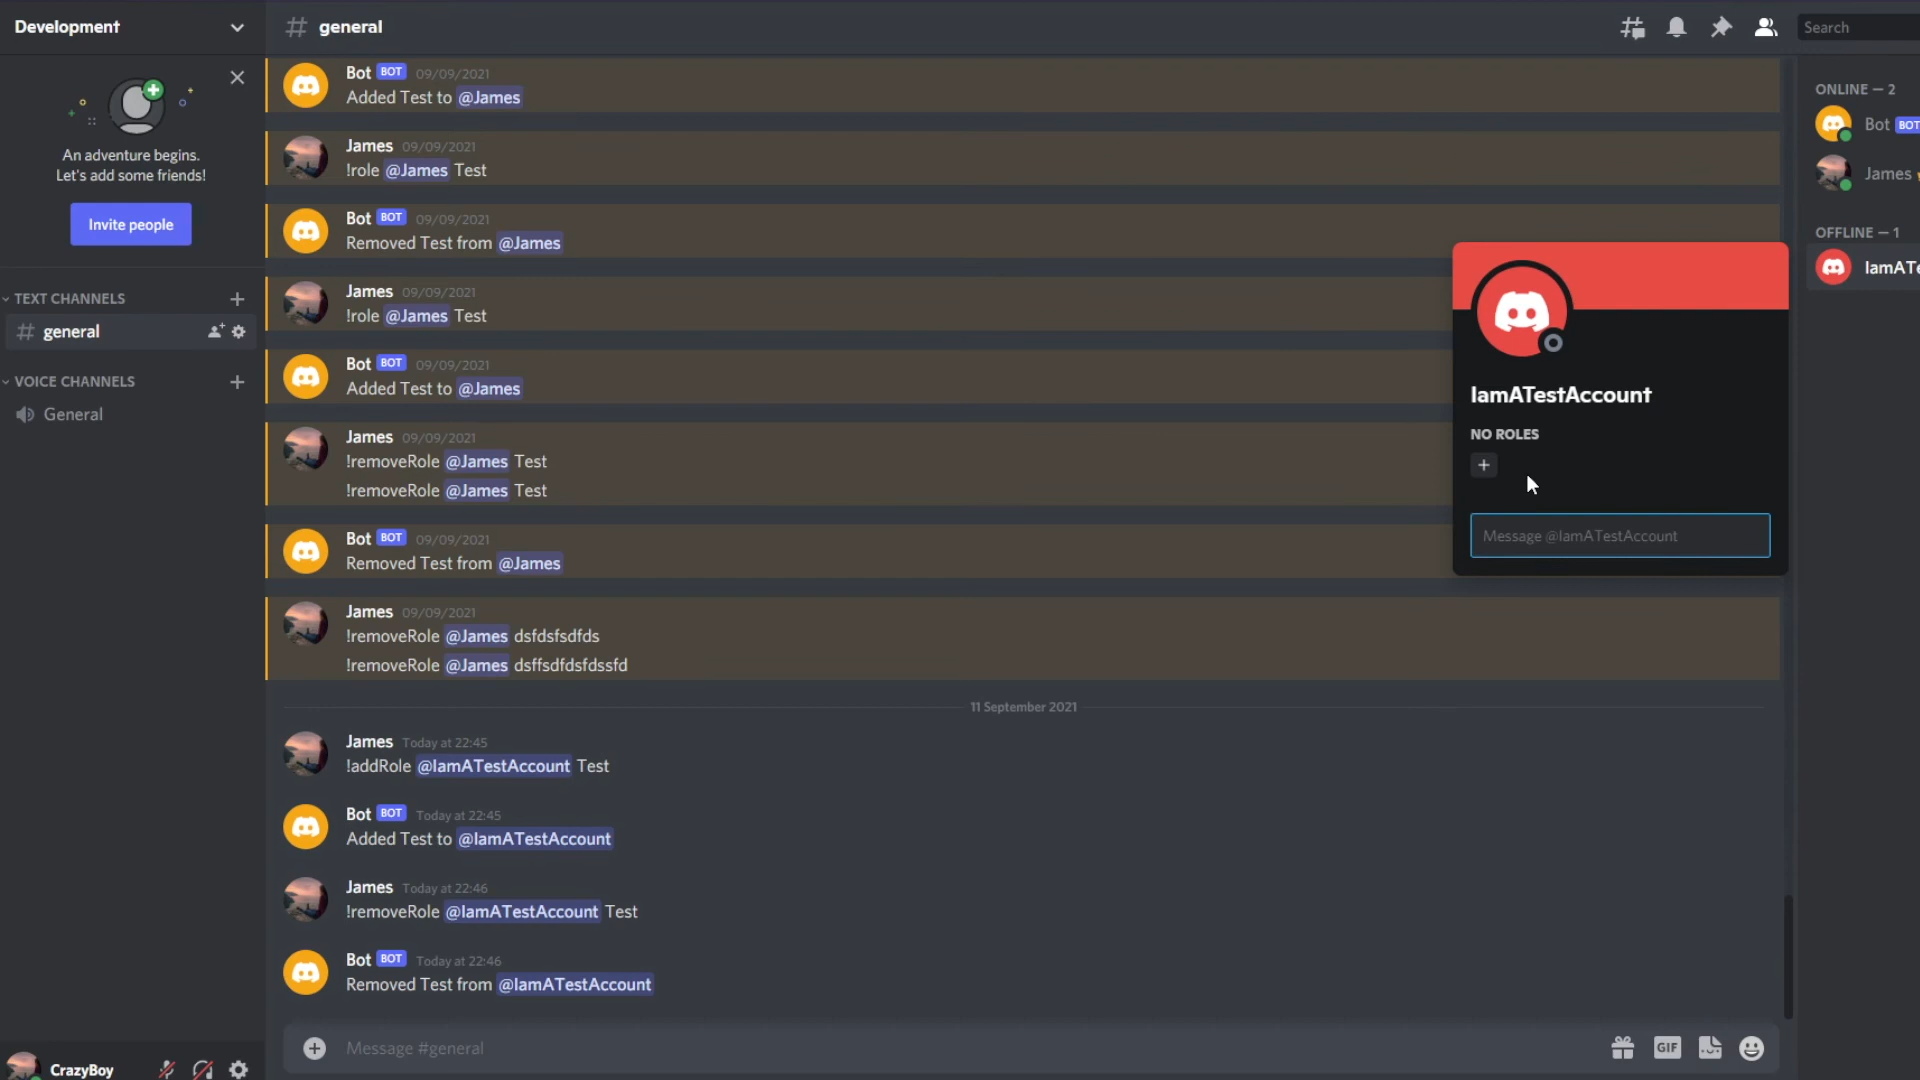 Development
general
Search
An adventure begins.
Let's add some friends!
Invite people
TEXT CHANNELS
general
VOICE CHANNELS
General
Bot BOT 09/09/2021
Added Test to @James
James 09/09/2021
!role @James Test
Bot BOT 09/09/2021
Removed Test from @James
James 09/09/2021
!role @James Test
Bot BOT 09/09/2021
Added Test to @James
James 09/09/2021
!removeRole @James Test
!removeRole @James Test
Bot BOT 09/09/2021
Removed Test from @James
James 09/09/2021
!removeRole @James dsfdsfsdfds
!removeRole @James dsffsdfdsfdssfd
11 September 2021
James Today at 22:45
!addRole @IamATestAccount Test
Bot BOT Today at 22:45
Added Test to @IamATestAccount
James Today at 22:46
!removeRole @IamATestAccount Test
Bot BOT Today at 22:46
Removed Test from @IamATestAccount
Message #general
GIF
CrazyBoy
IamATestAccount
NO ROLES
Message @IamATestAccount
ONLINE — 2
Bot BOT
James
OFFLINE — 1
IamATe